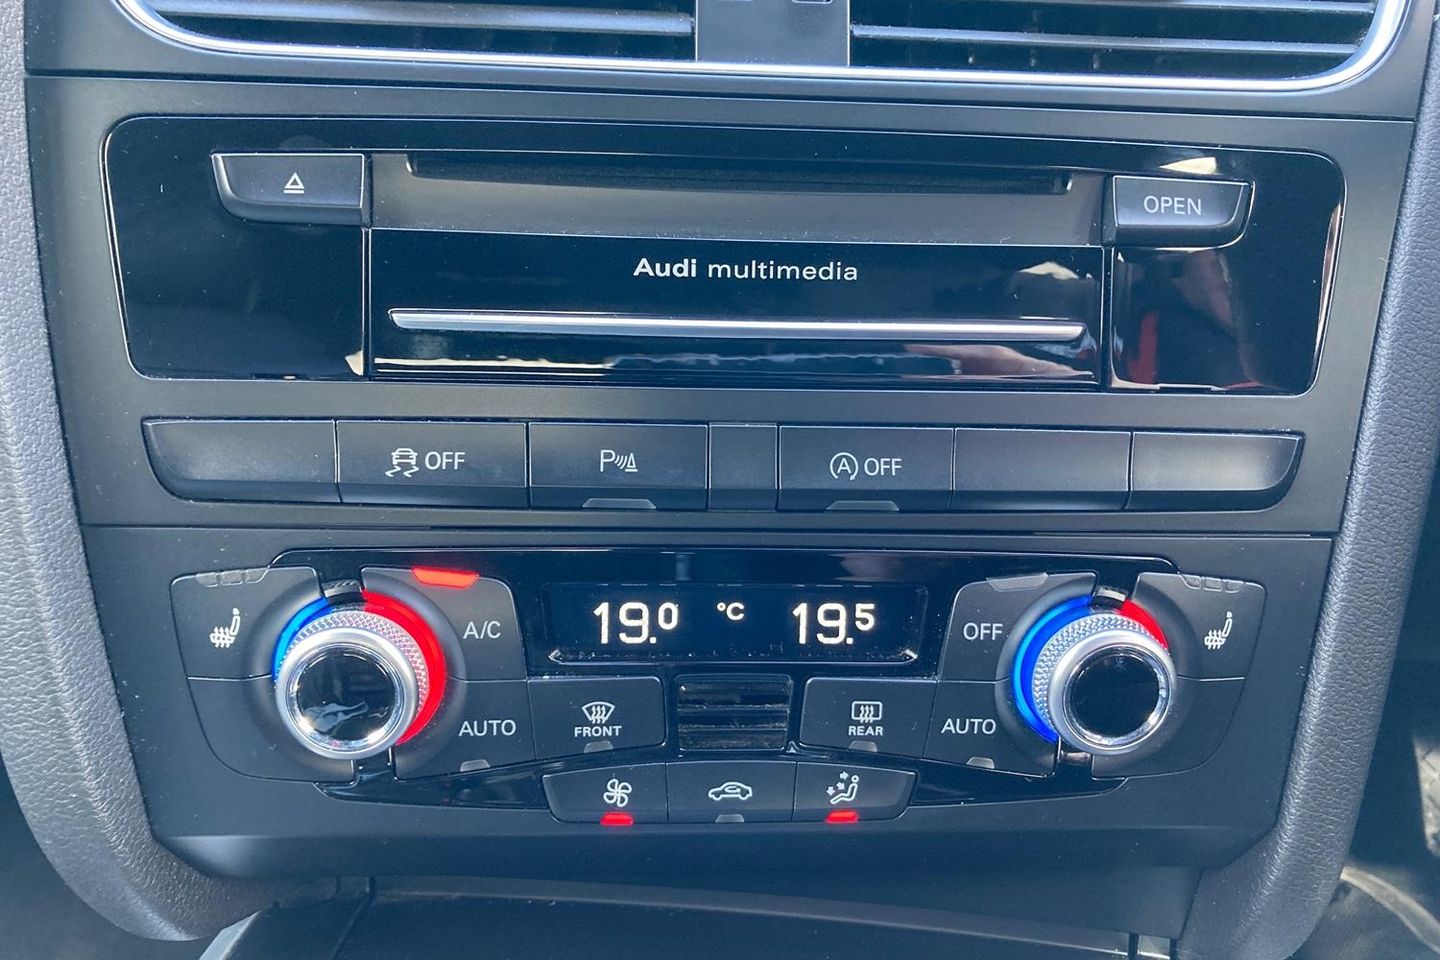 OPEN
Audi multimedia
OFF
P
A OFF
A/C
19.0 °C 19.5
OFF
AUTO
FRONT
REAR
AUTO